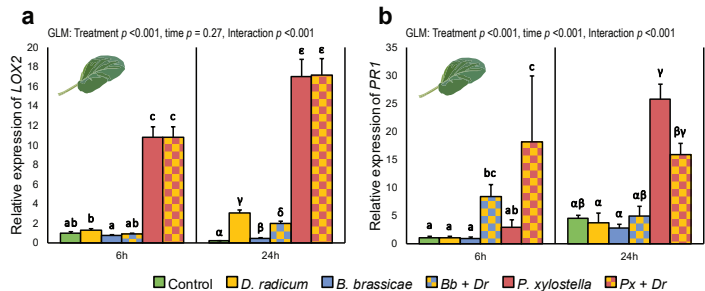 a
GLM: Treatment p <0.001, time p = 0.27, Interaction p <0.001
Relative expression of LOX2
20
18
16
14
12
10
8
6
4
2
0
ab b a ab c c
α γ β δ ε ε
6h 24h
b
GLM: Treatment p <0.001, time p <0.001, Interaction p <0.001
Relative expression of PR1
35
30
25
20
15
10
5
0
a a a bc ab c
αβ α α αβ γ βγ
6h 24h
Control D. radicum B. brassicae Bb + Dr P. xylostella Px + Dr